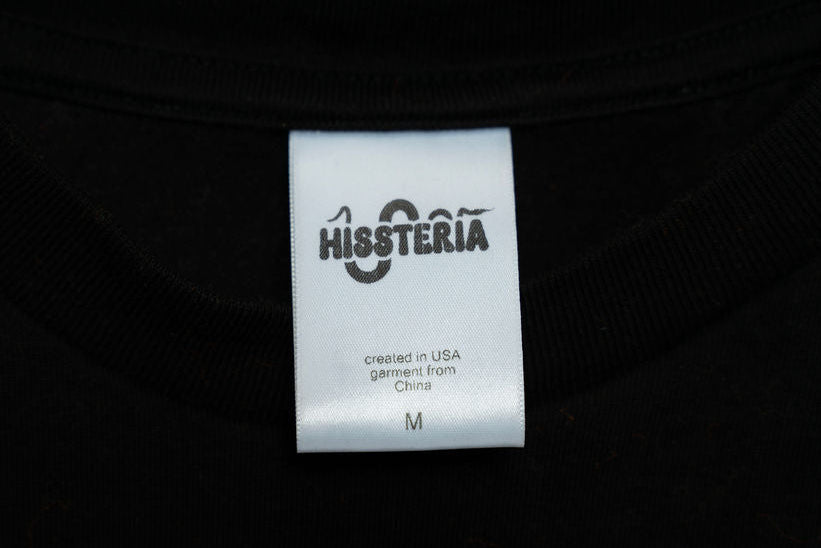 HISSTERIA
created in USA
garment from
China
M